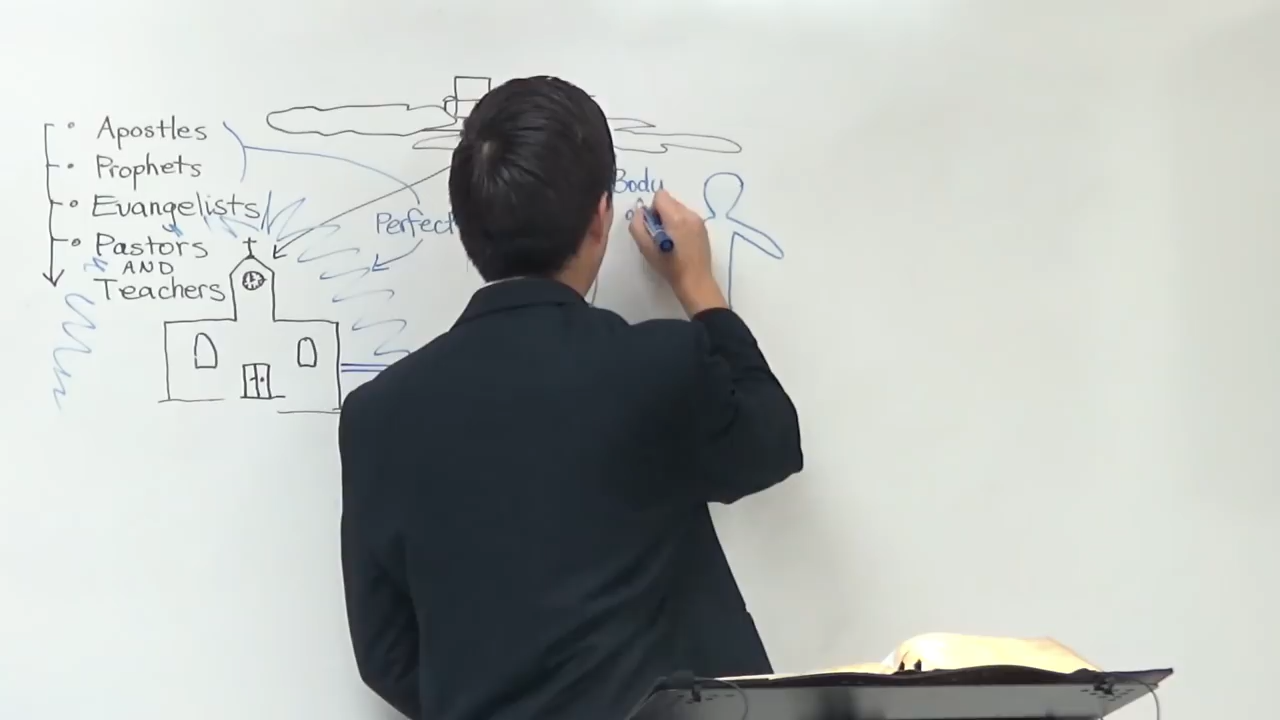 Apostles
Prophets
Evangelists
Pastors
AND
Teachers
Perfect
Body